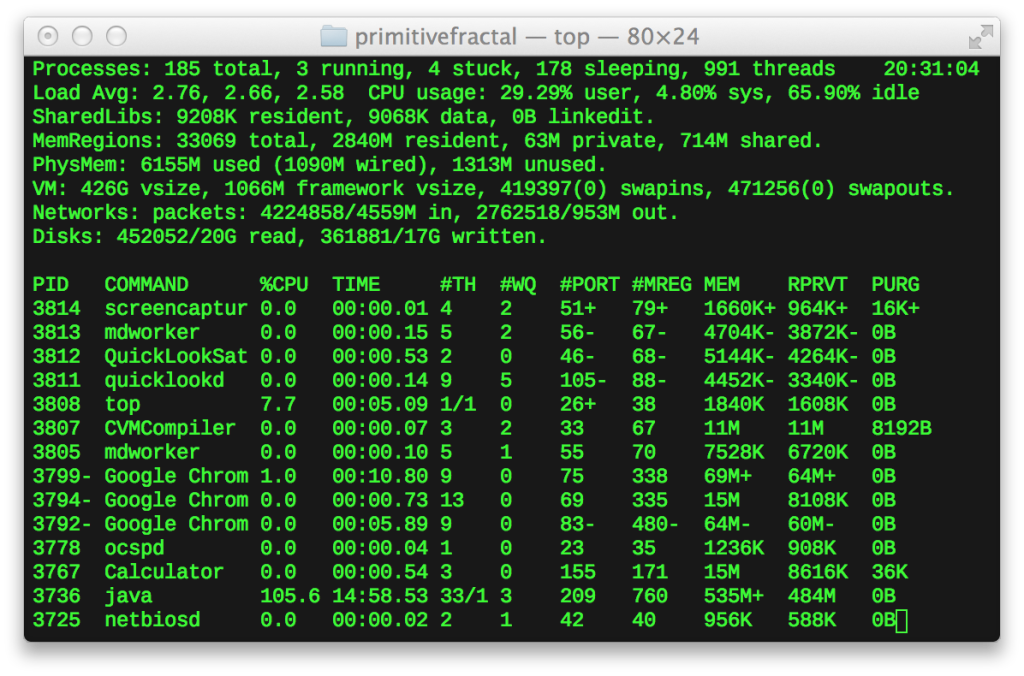 primitivefractal — top — 80×24
Processes: 185 total, 3 running, 4 stuck, 178 sleeping, 991 threads    20:31:04
Load Avg: 2.76, 2.66, 2.58  CPU usage: 29.29% user, 4.80% sys, 65.90% idle
SharedLibs: 9208K resident, 9068K data, 0B linkedit.
MemRegions: 33069 total, 2840M resident, 63M private, 714M shared.
PhysMem: 6155M used (1090M wired), 1313M unused.
VM: 426G vsize, 1066M framework vsize, 419397(0) swapins, 471256(0) swapouts.
Networks: packets: 4224858/4559M in, 2762518/953M out.
Disks: 452052/20G read, 361881/17G written.

PID   COMMAND      %CPU  TIME     #TH  #WQ  #PORT #MREG MEM    RPRVT  PURG
3814  screencaptur 0.0   00:00.01 4    2    51+   79+   1660K+ 964K+  16K+
3813  mdworker     0.0   00:00.15 5    2    56-   67-   4704K- 3872K- 0B
3812  QuickLookSat 0.0   00:00.53 2    0    46-   68-   5144K- 4264K- 0B
3811  quicklookd   0.0   00:00.14 9    5    105-  88-   4452K- 3340K- 0B
3808  top          7.7   00:05.09 1/1  0    26+   38    1840K  1608K  0B
3807  CVMCompiler  0.0   00:00.07 3    2    33    67    11M    11M    8192B
3805  mdworker     0.0   00:00.10 5    1    55    70    7528K  6720K  0B
3799- Google Chrom 1.0   00:10.80 9    0    75    338   69M+   64M+   0B
3794- Google Chrom 0.0   00:00.73 13   0    69    335   15M    8108K  0B
3792- Google Chrom 0.0   00:05.89 9    0    83-   480-  64M-   60M-   0B
3778  ocspd        0.0   00:00.04 1    0    23    35    1236K  908K   0B
3767  Calculator   0.0   00:00.54 3    0    155   171   15M    8616K  36K
3736  java         105.6 14:58.53 33/1 3    209   760   535M+  484M   0B
3725  netbiosd     0.0   00:00.02 2    1    42    40    956K   588K   0B